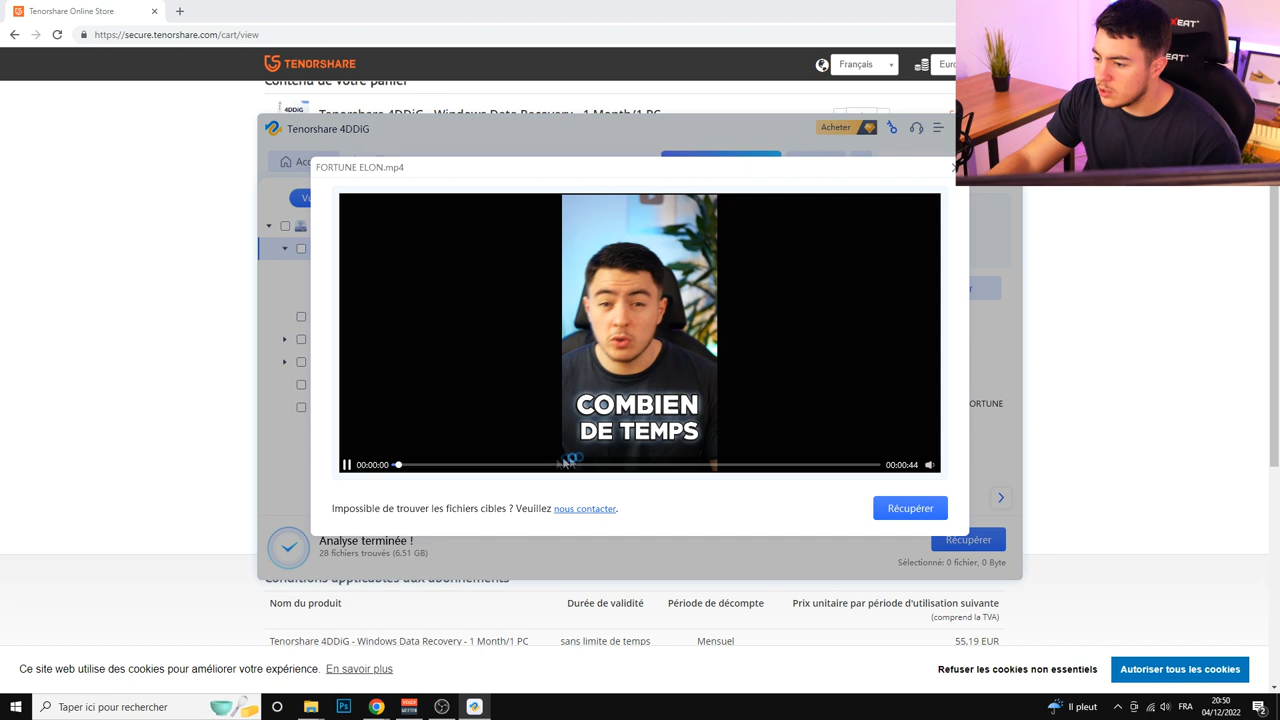 Tenorshare Online Store
https://secure.tenorshare.com/cart/view
TENORSHARE
Français
Euro
Contenu de votre panier
Tenorshare 4DDiG - Windows Data Recovery - 1 Month/1 PC
4DDIG
Tenorshare 4DDiG
Acheter
FORTUNE ELON.mp4
COMBIEN
DE TEMPS
00:00:00
00:00:44
FORTUNE
Impossible de trouver les fichiers cibles ? Veuillez nous contacter.
Récupérer
Analyse terminée !
28 fichiers trouvés (6.51 GB)
Récupérer
Sélectionné: 0 fichier, 0 Byte
Conditions applicables aux abonnements
Nom du produit
Durée de validité
Période de décompte
Prix unitaire par période d'utilisation suivante
(comprend la TVA)
Tenorshare 4DDiG - Windows Data Recovery - 1 Month/1 PC
sans limite de temps
Mensuel
55,19 EUR
Ce site web utilise des cookies pour améliorer votre expérience. En savoir plus
Refuser les cookies non essentiels
Autoriser tous les cookies
Taper ici pour rechercher
Ps
Il pleut
FRA
20:50
04/12/2022